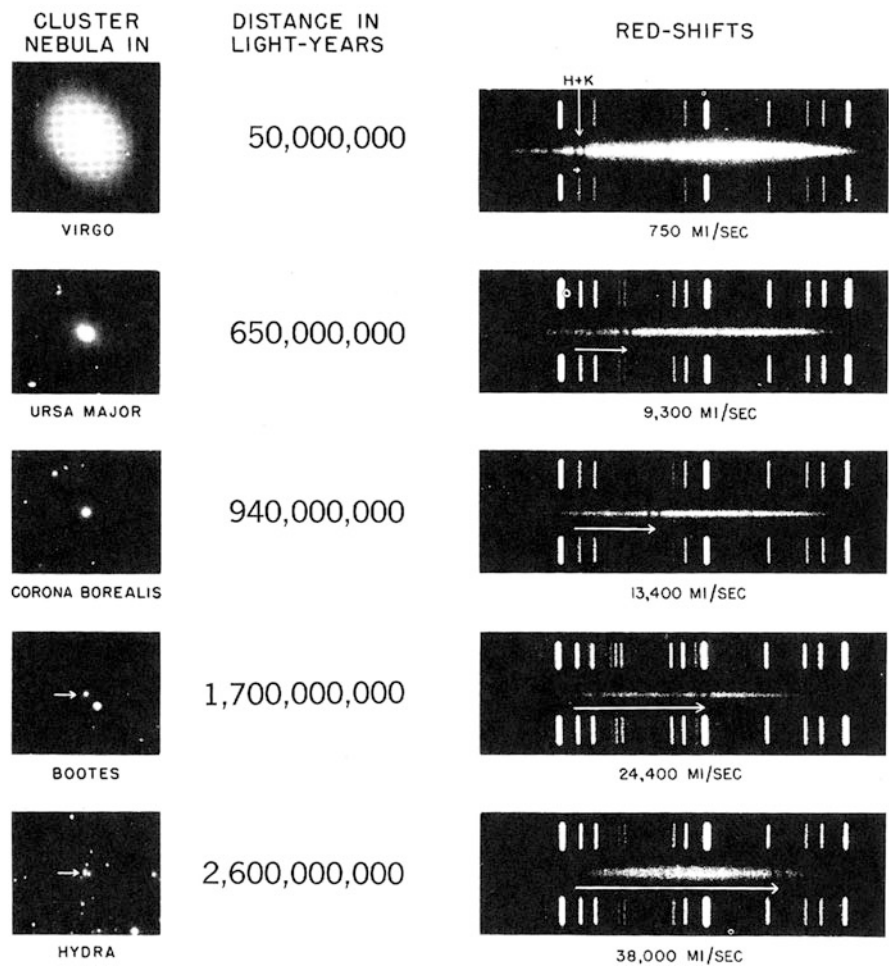 CLUSTER
NEBULA IN
DISTANCE IN
LIGHT-YEARS
RED-SHIFTS
H+K
50,000,000
VIRGO
750 MI/SEC
650,000,000
URSA MAJOR
9,300 MI/SEC
940,000,000
CORONA BOREALIS
13,400 MI/SEC
1,700,000,000
BOOTES
24,400 MI/SEC
2,600,000,000
HYDRA
38,000 MI/SEC